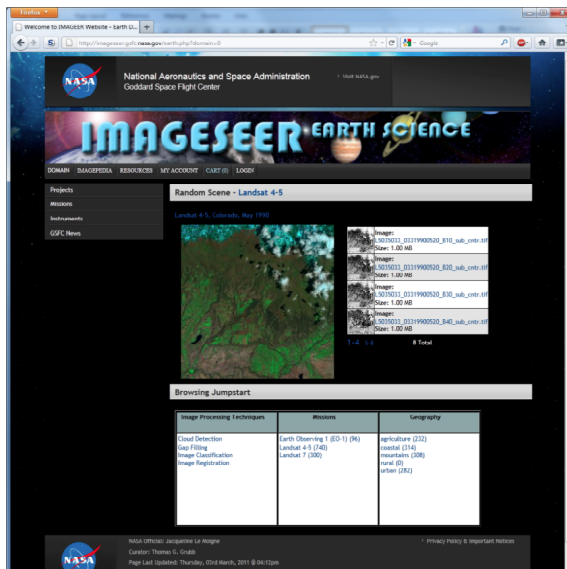 Firefox
Welcome to IMAGEER Website - Earth D...
http://imageseer.gsfc.nasa.gov/earth.php?domain=0
Google
NASA
National Aeronautics and Space Administration
Goddard Space Flight Center
Visit NASA.gov
IMAGESEER EARTH SCIENCE
DOMAIN IMAGEPEDIA RESOURCES MY ACCOUNT CART (0) LOGIN
Projects
Missions
Instruments
GSFC News
Random Scene - Landsat 4-5
Landsat 4-5, Colorado, May 1990
Image:
L5035033_03319900520_B10_sub_cntr.tif
Size: 1.00 MB
Image:
L5035033_03319900520_B20_sub_cntr.tif
Size: 1.00 MB
Image:
L5035033_03319900520_B30_sub_cntr.tif
Size: 1.00 MB
Image:
L5035033_03319900520_B40_sub_cntr.tif
Size: 1.00 MB
1-4 5-8 8 Total
Browsing Jumpstart
Image Processing Techniques Missions Geography
Cloud Detection Earth Observing 1 (EO-1) (96) agriculture (232)
Gap Filling Landsat 4-5 (740) coastal (314)
Image Classification Landsat 7 (300) mountains (308)
Image Registration rural (0)
urban (282)
NASA
NASA Official: Jacqueline Le Moigne
Curator: Thomas G. Grubb
Page Last Updated: Thursday, 03rd March, 2011 @ 04:12pm
Privacy Policy & Important Notices